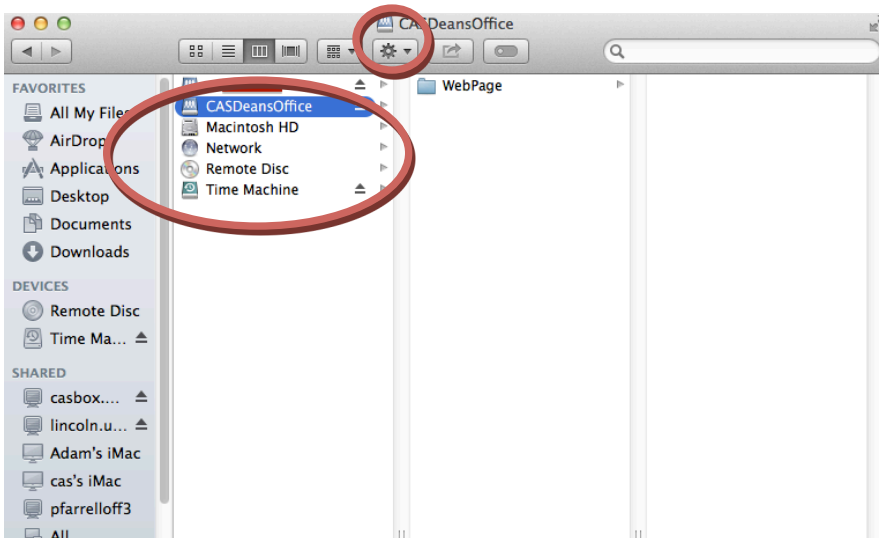 CASDeansOffice
FAVORITES
All My Files
AirDrop
Applications
Desktop
Documents
Downloads
DEVICES
Remote Disc
Time Ma...
SHARED
casbox....
lincoln.u...
Adam's iMac
cas's iMac
pfarrelloff3
All
CASDeansOffice
Macintosh HD
Network
Remote Disc
Time Machine
WebPage